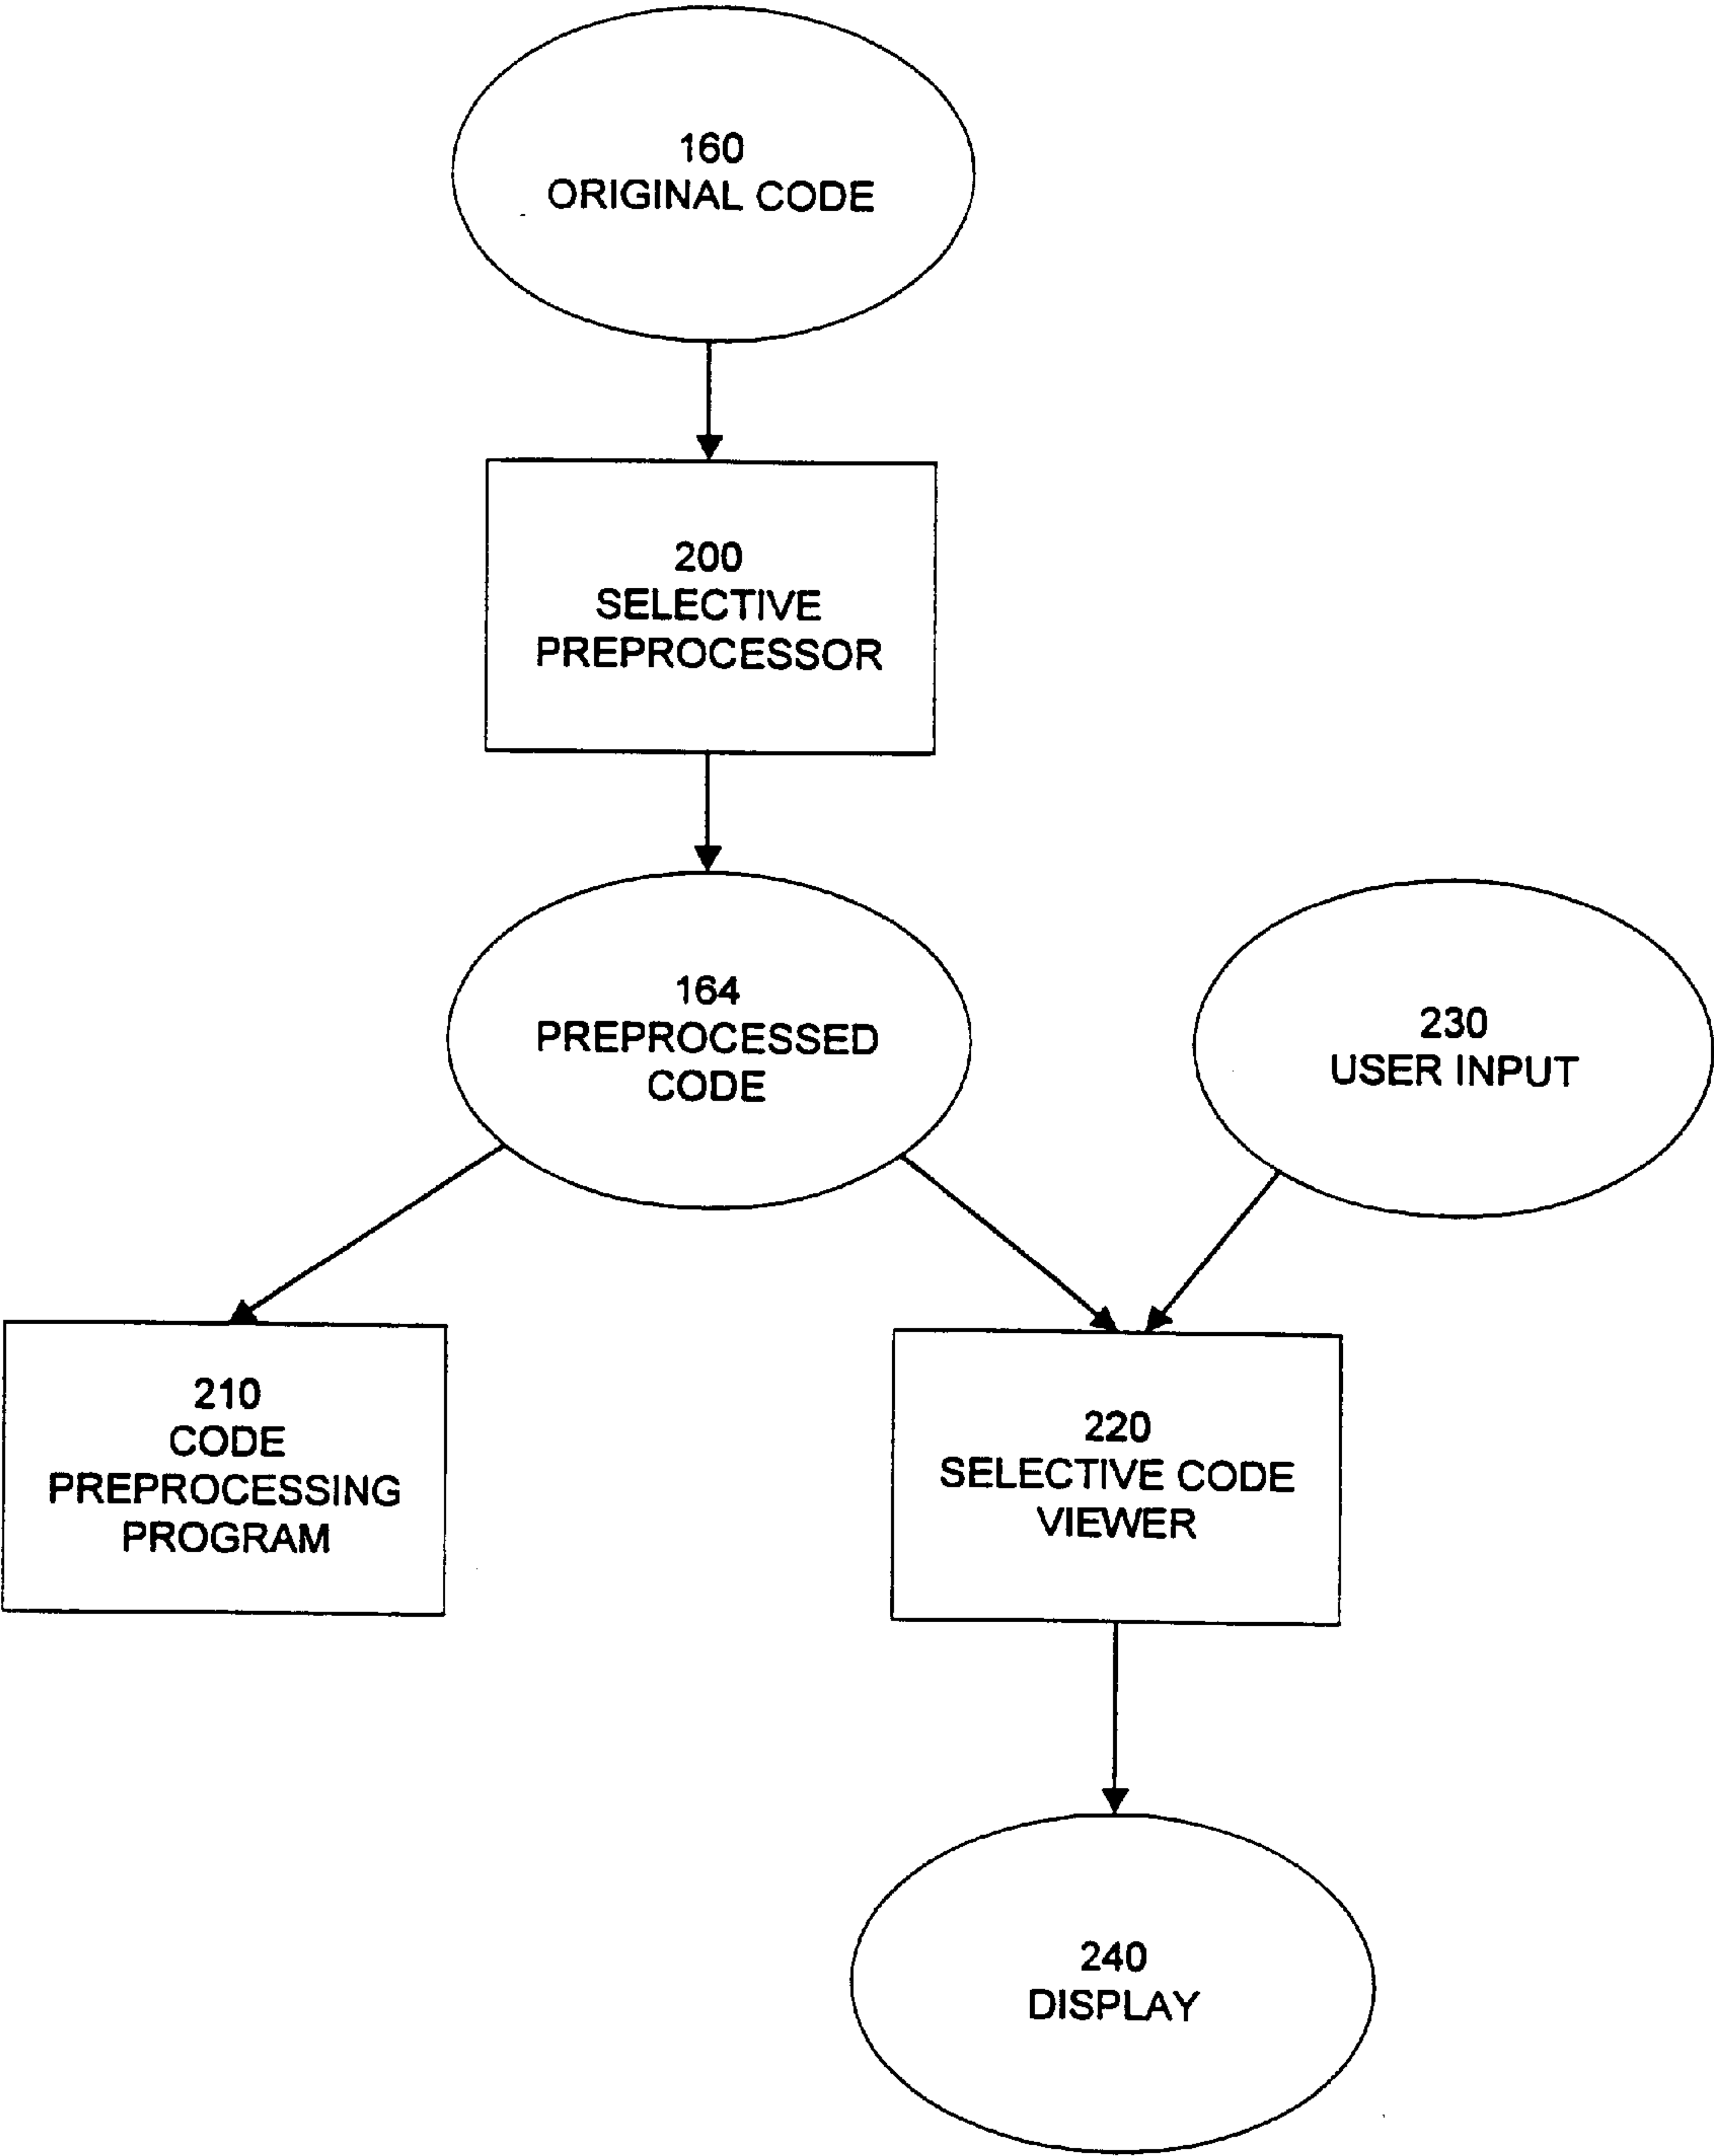 160
ORIGINAL CODE
200
SELECTIVE
PREPROCESSOR
164
PREPROCESSED
CODE
230
USER INPUT
210
CODE
PREPROCESSING
PROGRAM
220
SELECTIVE CODE
VIEWER
240
DISPLAY